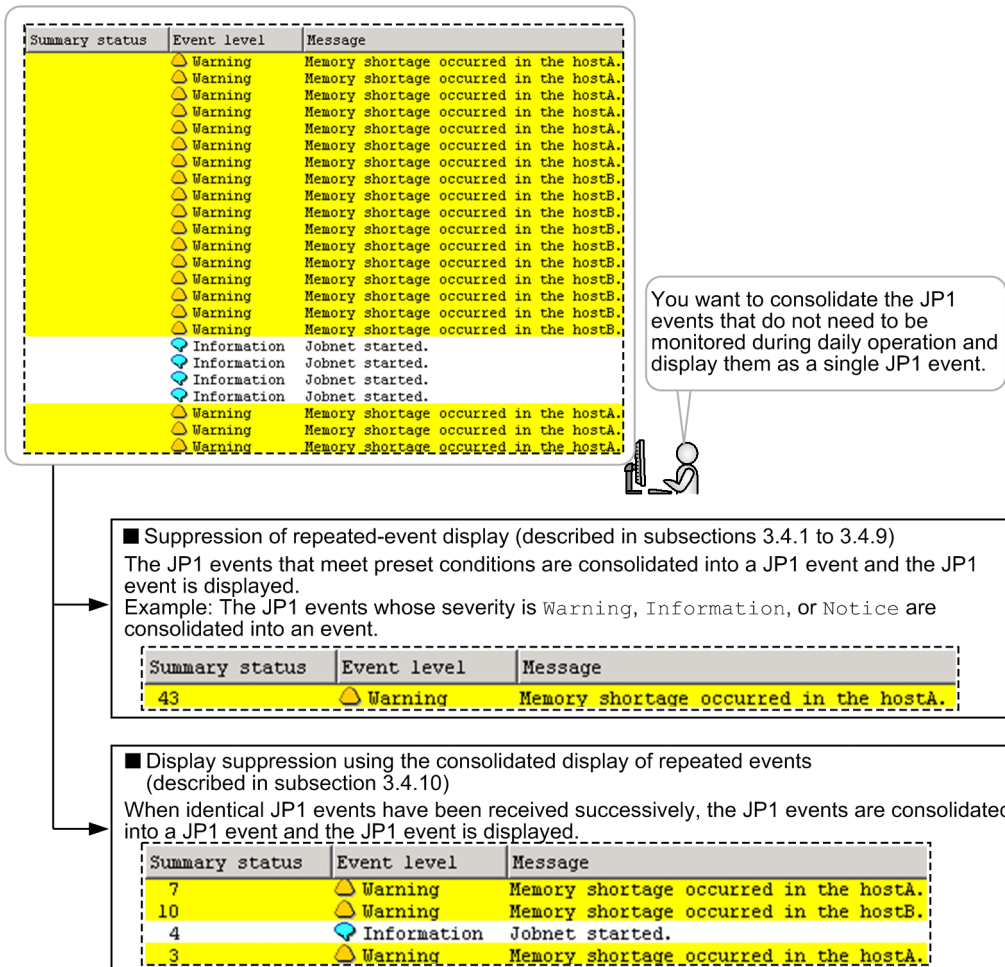 Summary status Event level Message
Warning Memory shortage occurred in the hostA.
Warning Memory shortage occurred in the hostA.
Warning Memory shortage occurred in the hostA.
Warning Memory shortage occurred in the hostA.
Warning Memory shortage occurred in the hostA.
Warning Memory shortage occurred in the hostA.
Warning Memory shortage occurred in the hostA.
Warning Memory shortage occurred in the hostB.
Warning Memory shortage occurred in the hostB.
Warning Memory shortage occurred in the hostB.
Warning Memory shortage occurred in the hostB.
Warning Memory shortage occurred in the hostB.
Warning Memory shortage occurred in the hostB.
Warning Memory shortage occurred in the hostB.
Warning Memory shortage occurred in the hostB.
Warning Memory shortage occurred in the hostB.
Warning Memory shortage occurred in the hostB.
Information Jobnet started.
Information Jobnet started.
Information Jobnet started.
Information Jobnet started.
Warning Memory shortage occurred in the hostA.
Warning Memory shortage occurred in the hostA.
Warning Memory shortage occurred in the hostA.
You want to consolidate the JP1
events that do not need to be
monitored during daily operation and
display them as a single JP1 event.
■ Suppression of repeated-event display (described in subsections 3.4.1 to 3.4.9)
The JP1 events that meet preset conditions are consolidated into a JP1 event and the JP1
event is displayed.
Example: The JP1 events whose severity is Warning, Information, or Notice are
consolidated into an event.
Summary status Event level Message
43 Warning Memory shortage occurred in the hostA.
■ Display suppression using the consolidated display of repeated events
(described in subsection 3.4.10)
When identical JP1 events have been received successively, the JP1 events are consolidated
into a JP1 event and the JP1 event is displayed.
Summary status Event level Message
7 Warning Memory shortage occurred in the hostA.
10 Warning Memory shortage occurred in the hostB.
4 Information Jobnet started.
3 Warning Memory shortage occurred in the hostA.